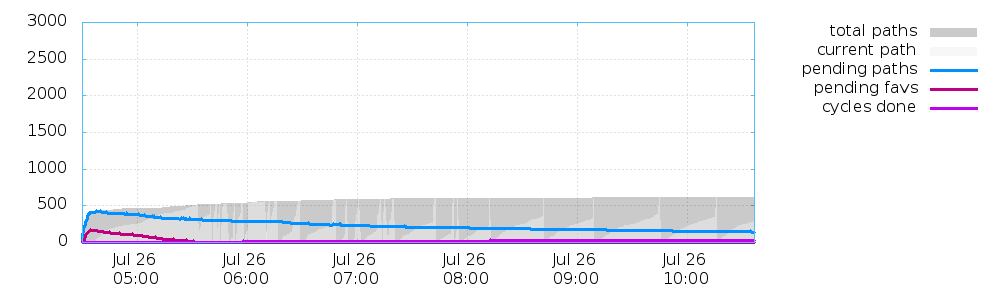 3000
2500
2000
1500
1000
500
0
Jul 26 Jul 26 Jul 26 Jul 26 Jul 26 Jul 26
05:00 06:00 07:00 08:00 09:00 10:00
total paths
current path
pending paths
pending favs
cycles done